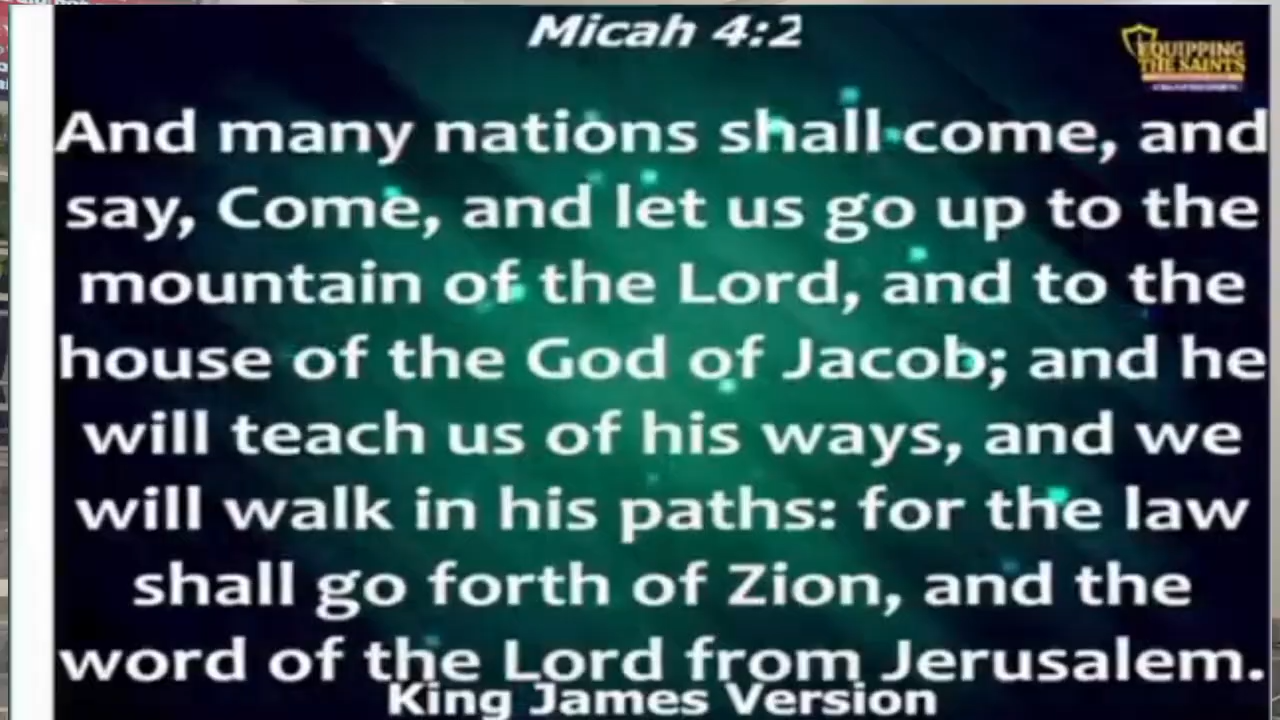 Micah 4:2
EQUIPPING
THE SAINTS
And many nations shall come, and
say, Come, and let us go up to the
mountain of the Lord, and to the
house of the God of Jacob; and he
will teach us of his ways, and we
will walk in his paths: for the law
shall go forth of Zion, and the
word of the Lord from Jerusalem.
King James Version